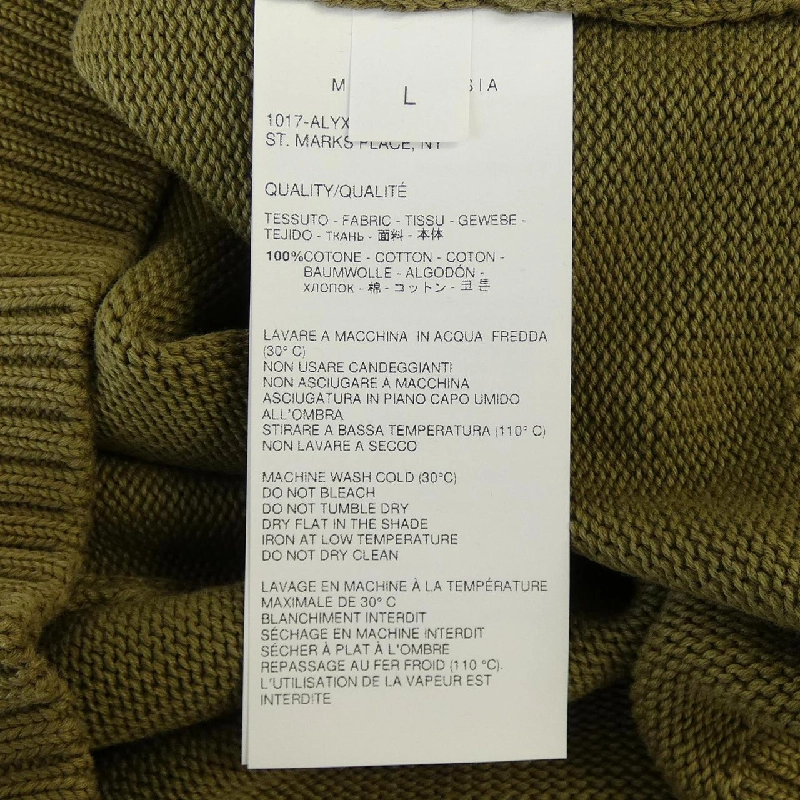 L
1017-ALYX
ST. MARKS PLACE, NY
QUALITY/QUALITÉ
TESSUTO - FABRIC - TISSU - GEWEBE -
TEJIDO - ТКАНЬ - 面料 - 本体
100%COTONE - COTTON - COTON -
BAUMWOLLE - ALGODÓN -
ХЛОПОК - 棉 - コットン - 코튼
LAVARE A MACCHINA IN ACQUA FREDDA
(30° C)
NON USARE CANDEGGIANTI
NON ASCIUGARE A MACCHINA
ASCIUGATURA IN PIANO CAPO UMIDO
ALL'OMBRA
STIRARE A BASSA TEMPERATURA (110° C)
NON LAVARE A SECCO
MACHINE WASH COLD (30°C)
DO NOT BLEACH
DO NOT TUMBLE DRY
DRY FLAT IN THE SHADE
IRON AT LOW TEMPERATURE
DO NOT DRY CLEAN
LAVAGE EN MACHINE À LA TEMPÉRATURE
MAXIMALE DE 30° C
BLANCHIMENT INTERDIT
SÉCHAGE EN MACHINE INTERDIT
SÉCHER À PLAT À L'OMBRE
REPASSAGE AU FER FROID (110 °C).
L'UTILISATION DE LA VAPEUR EST
INTERDITE